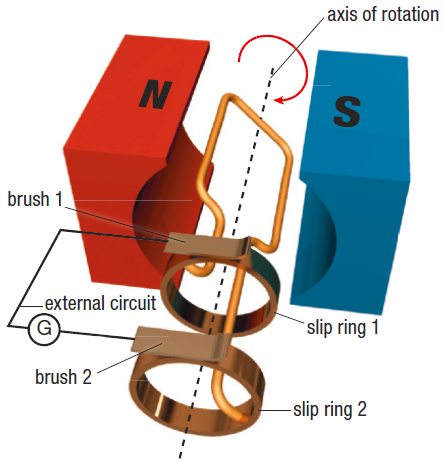 axis of rotation
N
S
brush 1
external circuit
G
slip ring 1
brush 2
slip ring 2